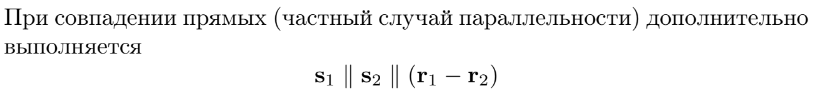 При совпадении прямых (частный случай параллельности) дополнительно
выполняется
s₁ ∥ s₂ ∥ (r₁ − r₂)